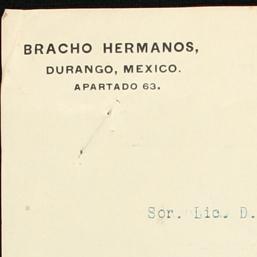 BRACHO HERMANOS,
DURANGO, MEXICO.
APARTADO 63.
Sor. Lic. D.